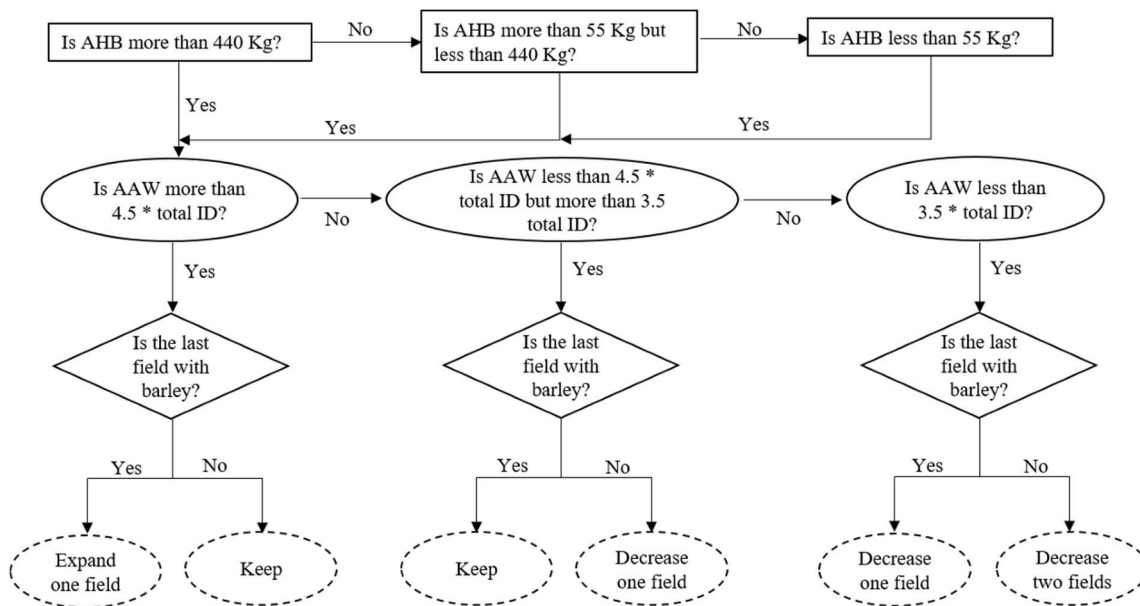 Is AHB more than 440 Kg?
No
Is AHB more than 55 Kg but
less than 440 Kg?
No
Is AHB less than 55 Kg?
Yes
Yes
Yes
Is AAW more than
4.5 * total ID?
No
Is AAW less than 4.5 *
total ID but more than 3.5
total ID?
No
Is AAW less than
3.5 * total ID?
Yes
Yes
Yes
Is the last
field with
barley?
Is the last
field with
barley?
Is the last
field with
barley?
Yes
No
Yes
No
Yes
No
Expand
one field
Keep
Keep
Decrease
one field
Decrease
one field
Decrease
two fields